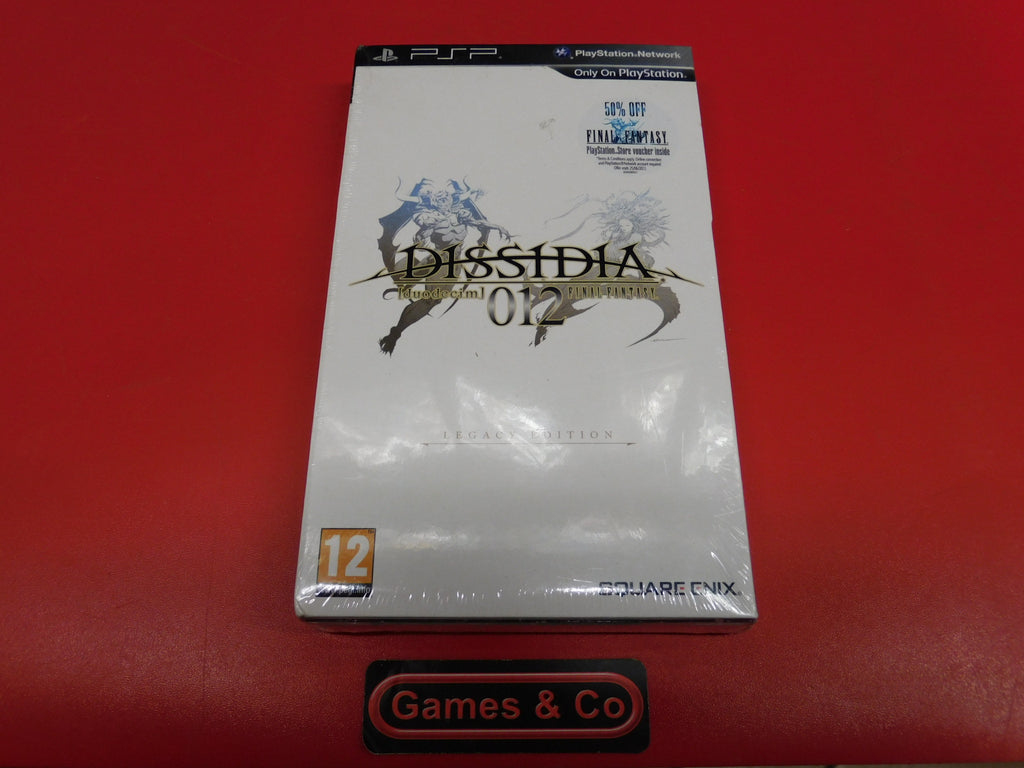 PSP
PlayStation Network
Only On PlayStation
50% OFF
FINAL FANTASY
PlayStation Store voucher inside
DISSIDIA
[duodecim] 012 FINAL FANTASY
LEGACY EDITION
12
SQUARE ENIX
Games & Co